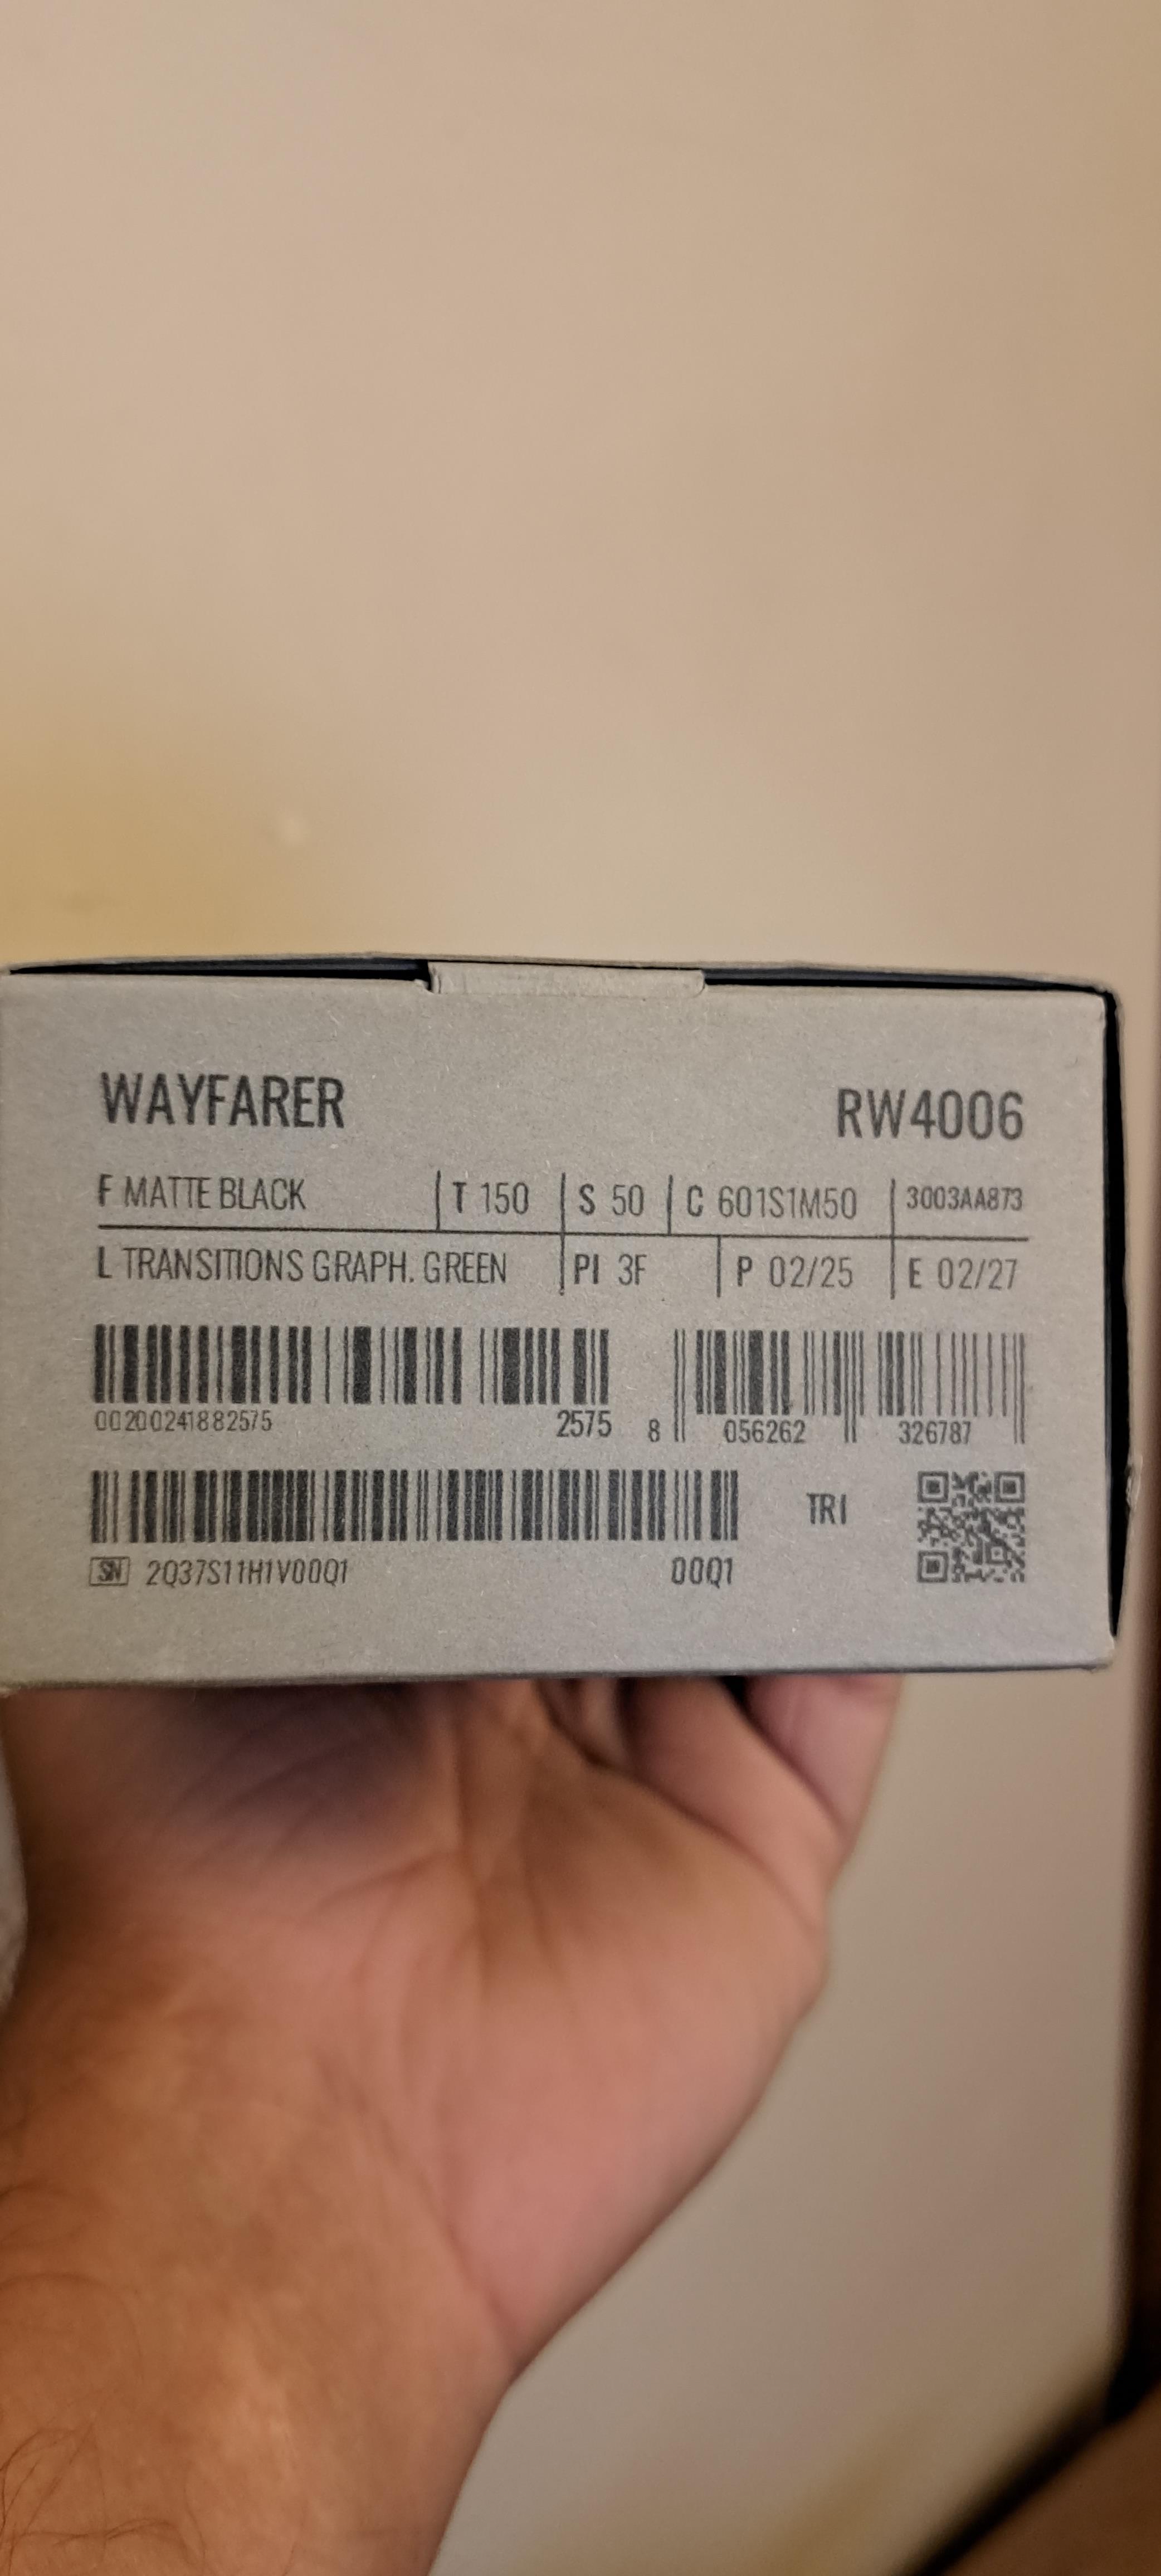 WAYFARER RW4006
F MATTE BLACK T 150 S 50 C 601S1M50 3003AA873
L TRANSITIONS GRAPH. GREEN PI 3F P 02/25 E 02/27
00200241882575 2575 8 056262 326787
TRI
SN 2Q37S11H1V00Q1 00Q1